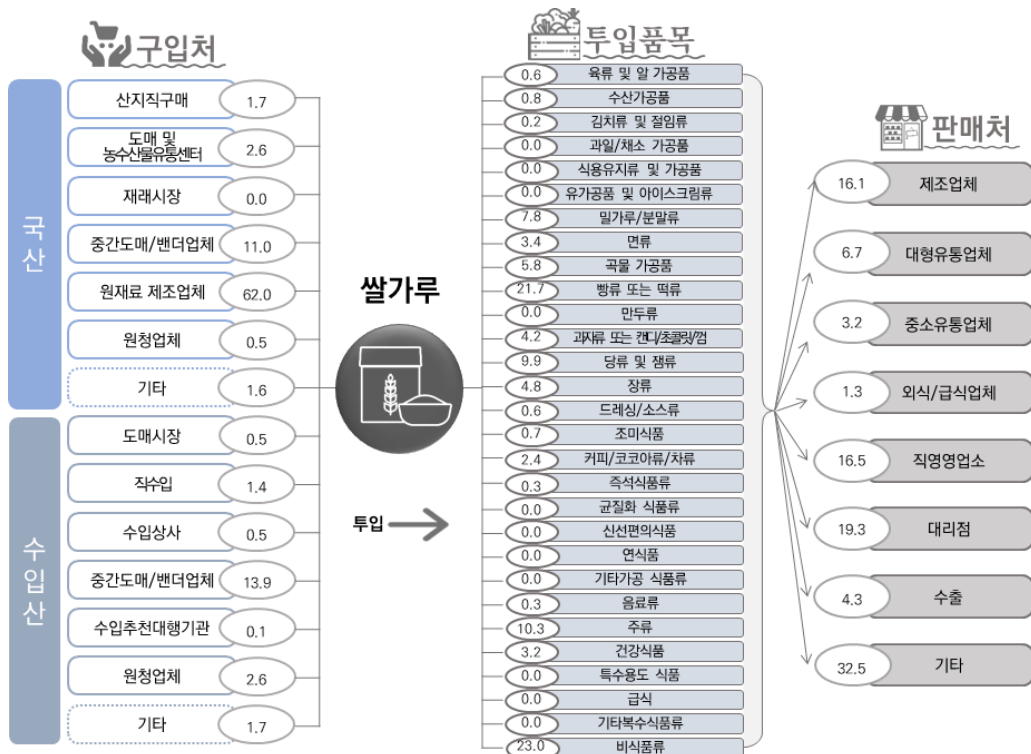 구입처
국산
산지직구매 1.7
도매 및
농수산물유통센터 2.6
재래시장 0.0
중간도매/밴더업체 11.0
원재료 제조업체 62.0
원청업체 0.5
기타 1.6
수입산
도매시장 0.5
직수입 1.4
수입상사 0.5
중간도매/밴더업체 13.9
수입추천대행기관 0.1
원청업체 2.6
기타 1.7
쌀가루
투입
투입품목
0.6 육류 및 알 가공품
0.8 수산가공품
0.2 김치류 및 절임류
0.0 과일/채소 가공품
0.0 식용유지류 및 가공품
0.0 유가공품 및 아이스크림류
7.8 밀가루/분말류
3.4 면류
5.8 곡물 가공품
21.7 빵류 또는 떡류
0.0 만두류
4.2 과자류 또는 캔디/초콜릿/껌
9.9 당류 및 잼류
4.8 장류
0.6 드레싱/소스류
0.7 조미식품
2.4 커피/코코아류/차류
0.3 즉석식품류
0.0 균질화 식품류
0.0 신선편의식품
0.0 연식품
0.0 기타가공 식품류
0.3 음료류
10.3 주류
3.2 건강식품
0.0 특수용도 식품
0.0 급식
0.0 기타복수식품류
23.0 비식품류
판매처
16.1 제조업체
6.7 대형유통업체
3.2 중소유통업체
1.3 외식/급식업체
16.5 직영영업소
19.3 대리점
4.3 수출
32.5 기타